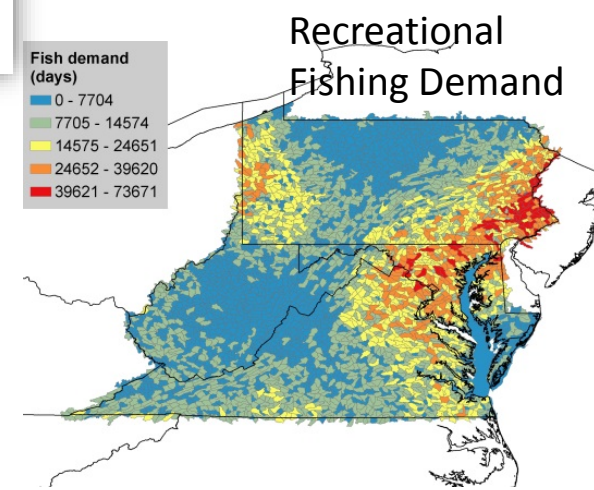 Recreational
Fishing Demand
Fish demand
(days)
0 - 7704
7705 - 14574
14575 - 24651
24652 - 39620
39621 - 73671